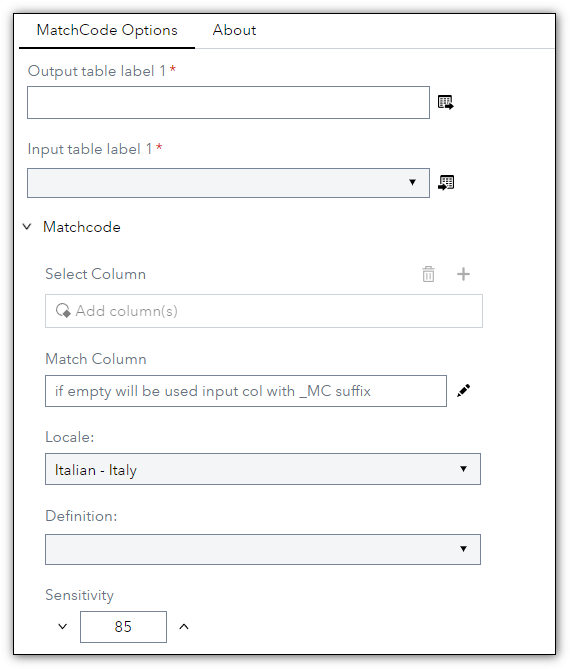 MatchCode Options About
Output table label 1*
Input table label 1*
Matchcode
Select Column
Add column(s)
Match Column
if empty will be used input col with _MC suffix
Locale:
Italian - Italy
Definition:
Sensitivity
85